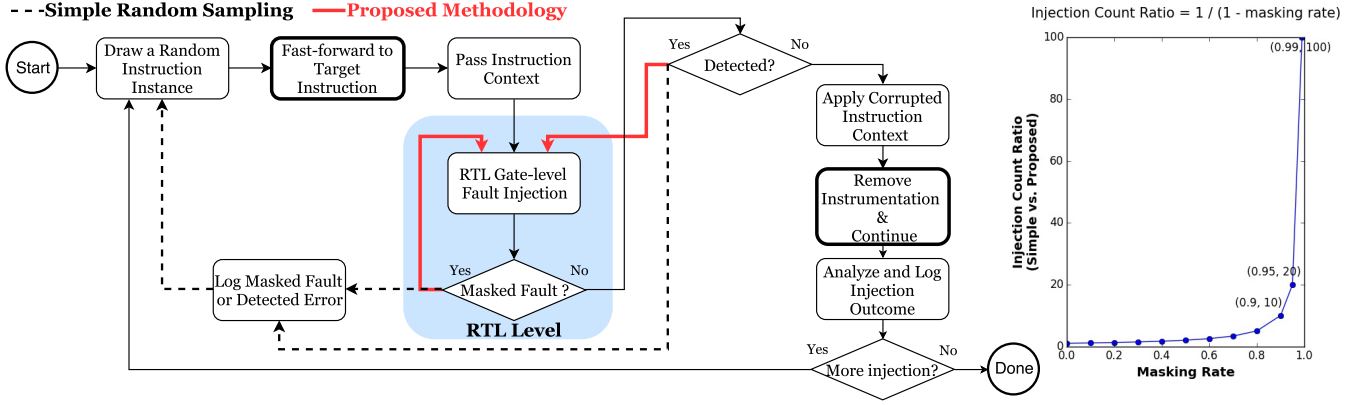 Simple Random Sampling
Proposed Methodology
Start
Draw a Random
Instruction
Instance
Fast-forward to
Target
Instruction
Pass Instruction
Context
RTL Gate-level
Fault Injection
Yes
No
Masked Fault ?
RTL Level
Log Masked Fault
or Detected Error
Yes
No
Detected?
Apply Corrupted
Instruction
Context
Remove
Instrumentation
&
Continue
Analyze and Log
Injection
Outcome
Yes
No
More injection?
Done
Injection Count Ratio = 1 / (1 - masking rate)
Injection Count Ratio
(Simple vs. Proposed)
100
80
60
40
20
0
(0.99, 100)
(0.95, 20)
(0.9, 10)
0.0
0.2
0.4
0.6
0.8
1.0
Masking Rate